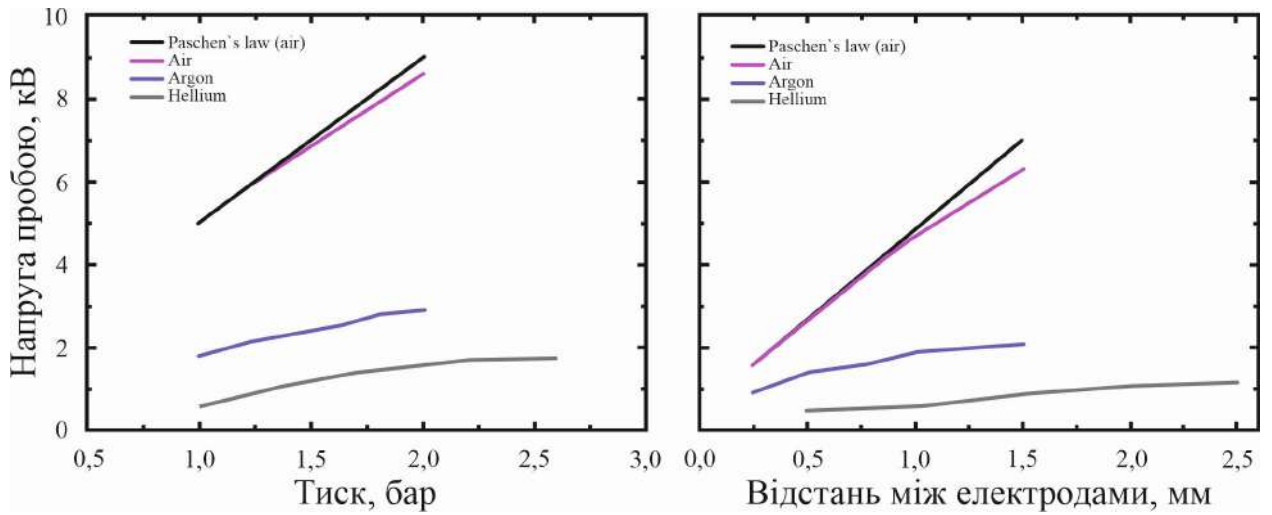 Напруга пробою, кВ
10
8
6
4
2
0
Paschen`s law (air)
Air
Argon
Hellium
0,5 1,0 1,5 2,0 2,5 3,0
Тиск, бар
Paschen`s law (air)
Air
Argon
Hellium
0,0 0,5 1,0 1,5 2,0 2,5
Відстань між електродами, мм